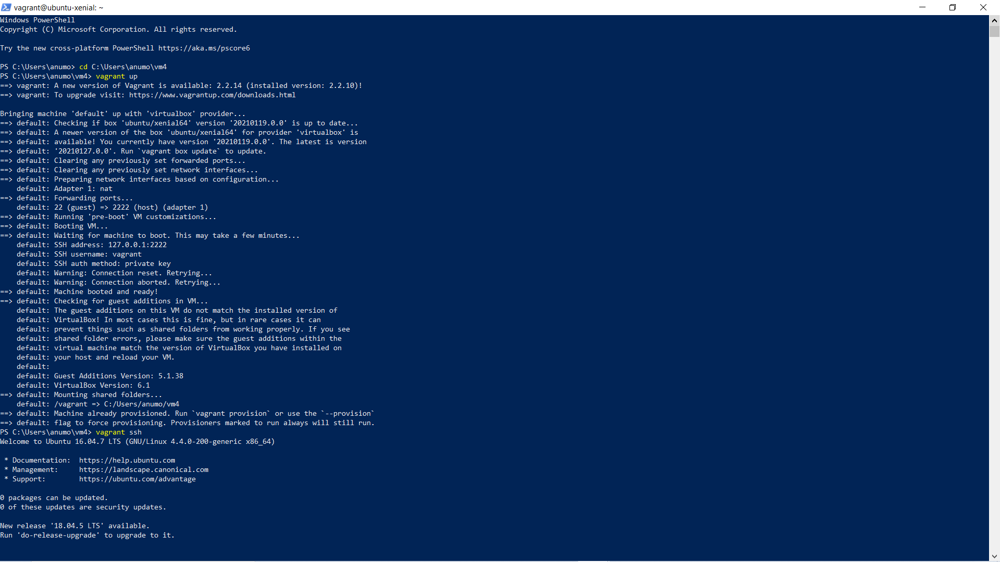 vagrant@ubuntu-xenial: ~
Windows PowerShell
Copyright (C) Microsoft Corporation. All rights reserved.
Try the new cross-platform PowerShell https://aka.ms/pscore6
PS C:\Users\anumo> cd C:\Users\anumo\vm4
PS C:\Users\anumo\vm4> vagrant up
==> vagrant: A new version of Vagrant is available: 2.2.14 (installed version: 2.2.10)!
==> vagrant: To upgrade visit: https://www.vagrantup.com/downloads.html
Bringing machine 'default' up with 'virtualbox' provider...
==> default: Checking if box 'ubuntu/xenial64' version '20210119.0.0' is up to date...
==> default: A newer version of the box 'ubuntu/xenial64' for provider 'virtualbox' is
==> default: available! You currently have version '20210119.0.0'. The latest is version
==> default: '20210127.0.0'. Run `vagrant box update` to update.
==> default: Clearing any previously set forwarded ports...
==> default: Clearing any previously set network interfaces...
==> default: Preparing network interfaces based on configuration...
    default: Adapter 1: nat
==> default: Forwarding ports...
    default: 22 (guest) => 2222 (host) (adapter 1)
==> default: Running 'pre-boot' VM customizations...
==> default: Booting VM...
==> default: Waiting for machine to boot. This may take a few minutes...
    default: SSH address: 127.0.0.1:2222
    default: SSH username: vagrant
    default: SSH auth method: private key
    default: Warning: Connection reset. Retrying...
    default: Warning: Connection aborted. Retrying...
==> default: Machine booted and ready!
==> default: Checking for guest additions in VM...
    default: The guest additions on this VM do not match the installed version of
    default: VirtualBox! In most cases this is fine, but in rare cases it can
    default: prevent things such as shared folders from working properly. If you see
    default: shared folder errors, please make sure the guest additions within the
    default: virtual machine match the version of VirtualBox you have installed on
    default: your host and reload your VM.
    default:
    default: Guest Additions Version: 5.1.38
    default: VirtualBox Version: 6.1
==> default: Mounting shared folders...
    default: /vagrant => C:/Users/anumo/vm4
==> default: Machine already provisioned. Run `vagrant provision` or use the `--provision`
==> default: flag to force provisioning. Provisioners marked to run always will still run.
PS C:\Users\anumo\vm4> vagrant ssh
Welcome to Ubuntu 16.04.7 LTS (GNU/Linux 4.4.0-200-generic x86_64)
 * Documentation:  https://help.ubuntu.com
 * Management:     https://landscape.canonical.com
 * Support:        https://ubuntu.com/advantage
0 packages can be updated.
0 of these updates are security updates.
New release '18.04.5 LTS' available.
Run 'do-release-upgrade' to upgrade to it.